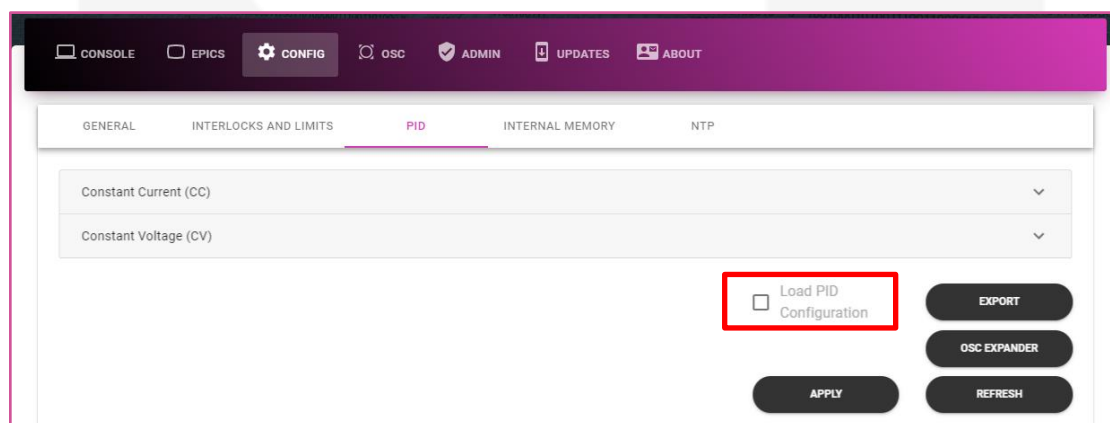 CONSOLE EPICS CONFIG OSC ADMIN UPDATES ABOUT
GENERAL INTERLOCKS AND LIMITS PID INTERNAL MEMORY NTP
Constant Current (CC)
Constant Voltage (CV)
Load PID
Configuration
EXPORT
OSC EXPANDER
APPLY REFRESH